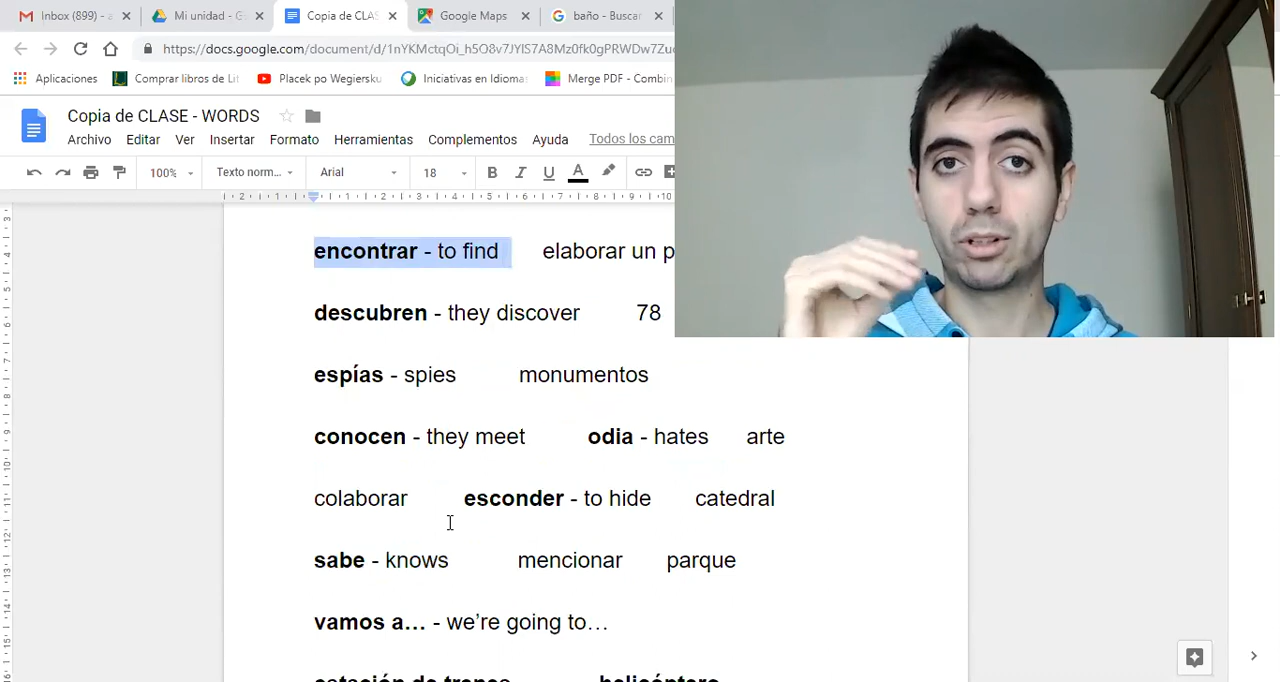 Inbox (899) - a
Mi unidad - G
Copia de CLA
Google Maps
baño - Buscar
https://docs.google.com/document/d/1nYKMctqOi_h5O8v7JYlS7A8Mz0fk0gPRWDw7Zu
Aplicaciones
Comprar libros de Lit
Placek po Wegiersku
Iniciativas en Idioma
Merge PDF - Combin
Copia de CLASE - WORDS
Archivo Editar Ver Insertar Formato Herramientas Complementos Ayuda Todos los cam
100% Texto norm... Arial 18 B I U A
encontrar - to find elaborar un p
descubren - they discover 78
espías - spies monumentos
conocen - they meet odia - hates arte
colaborar esconder - to hide catedral
sabe - knows mencionar parque
vamos a… - we're going to…
estación de trenes helicóptero